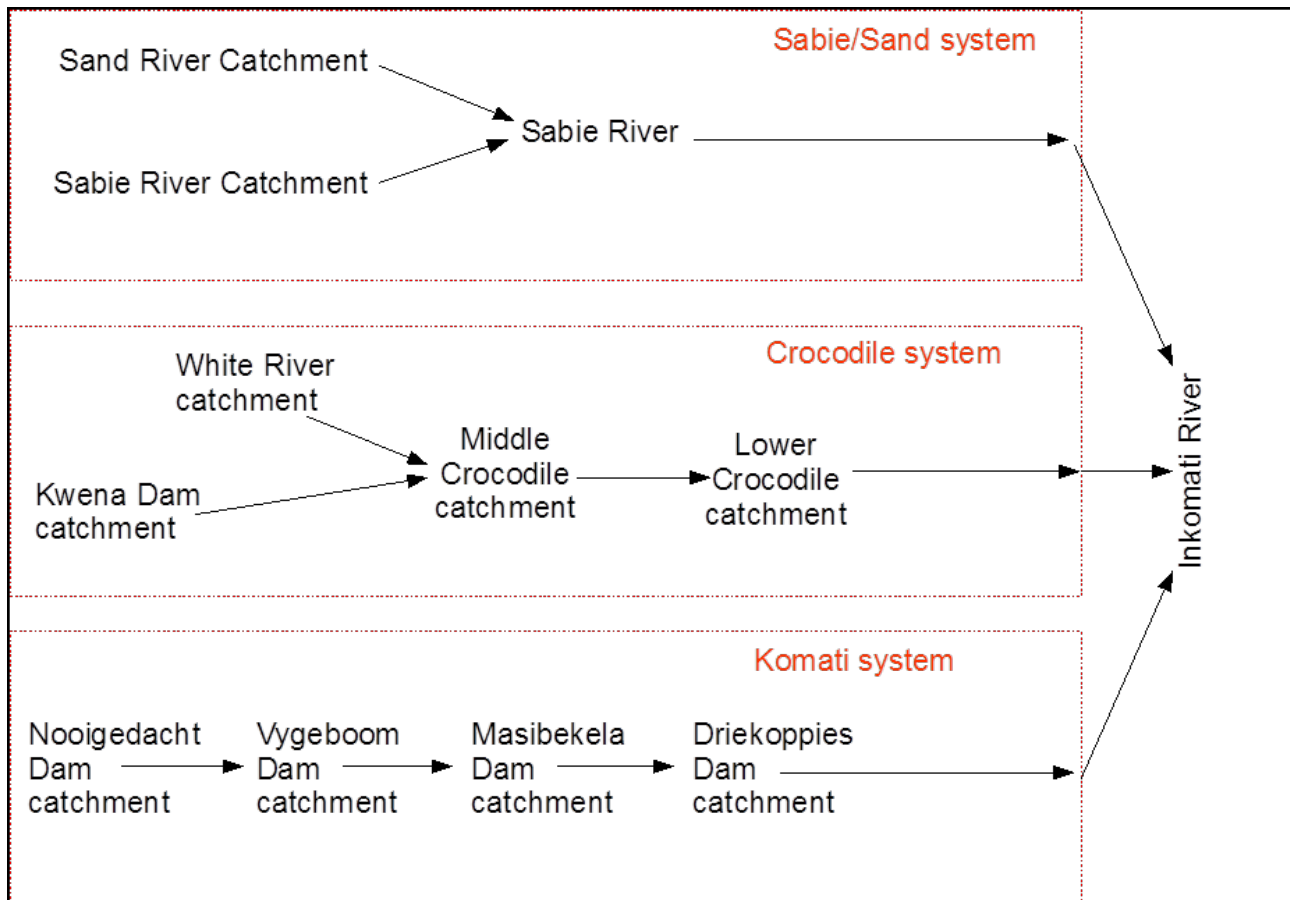 Sabie/Sand system
Sand River Catchment
Sabie River
Sabie River Catchment
Crocodile system
White River
catchment
Middle
Crocodile
catchment
Lower
Crocodile
catchment
Kwena Dam
catchment
Inkomati River
Komati system
Nooigedacht
Dam
catchment
Vygeboom
Dam
catchment
Masibekela
Dam
catchment
Driekoppies
Dam
catchment